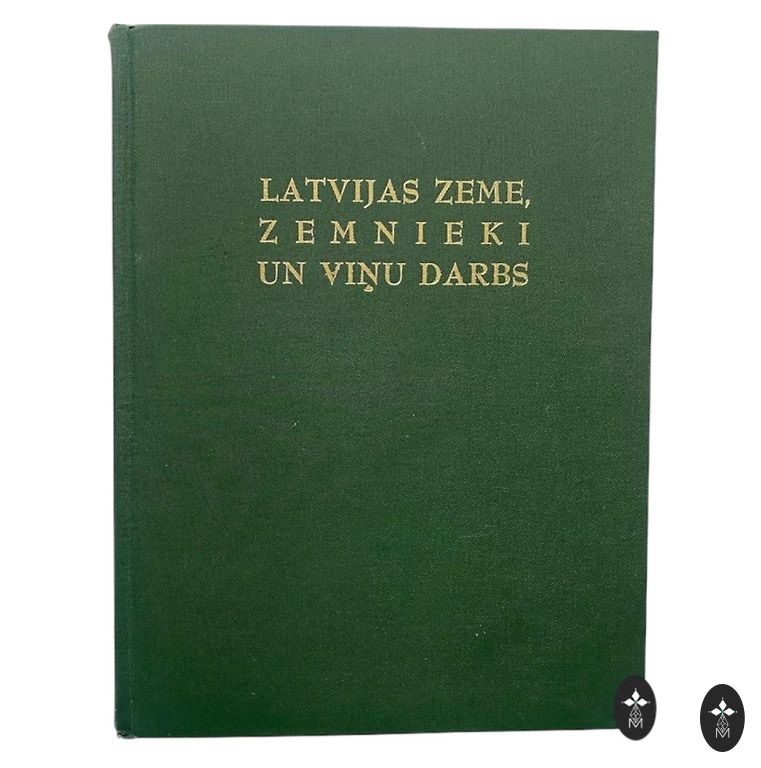 LATVIJAS ZEME,
ZEMNIEKI
UN VIŅU DARBS